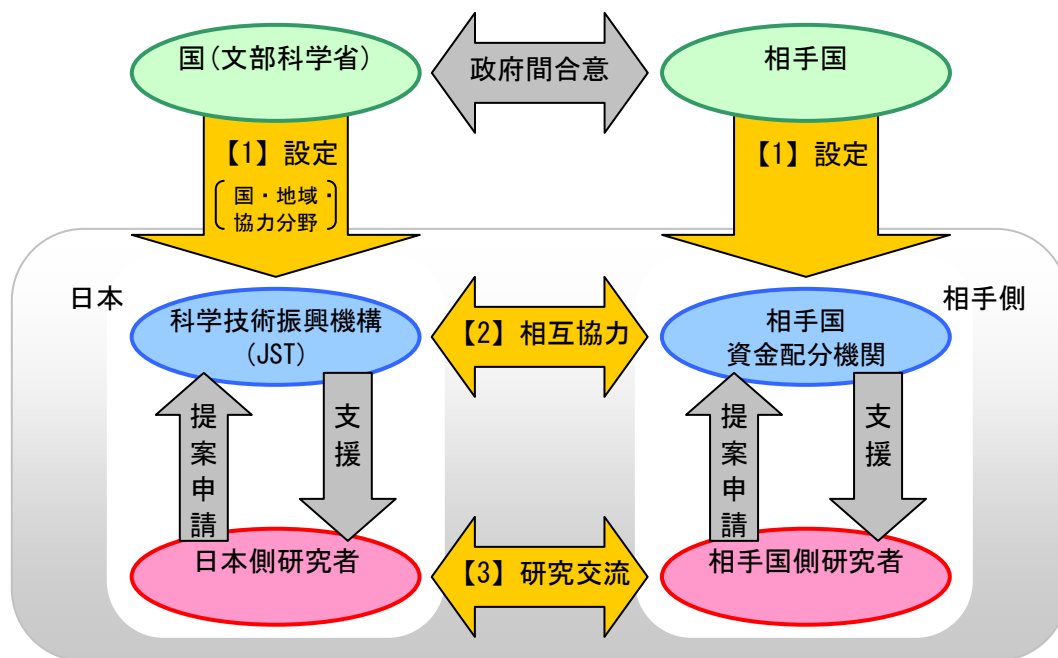 国(文部科学省)
政府間合意
相手国
【1】設定
国・地域・
協力分野
【1】設定
日本
相手側
科学技術振興機構
(JST)
【2】相互協力
相手国
資金配分機関
提案申請
支援
提案申請
支援
日本側研究者
【3】研究交流
相手国側研究者